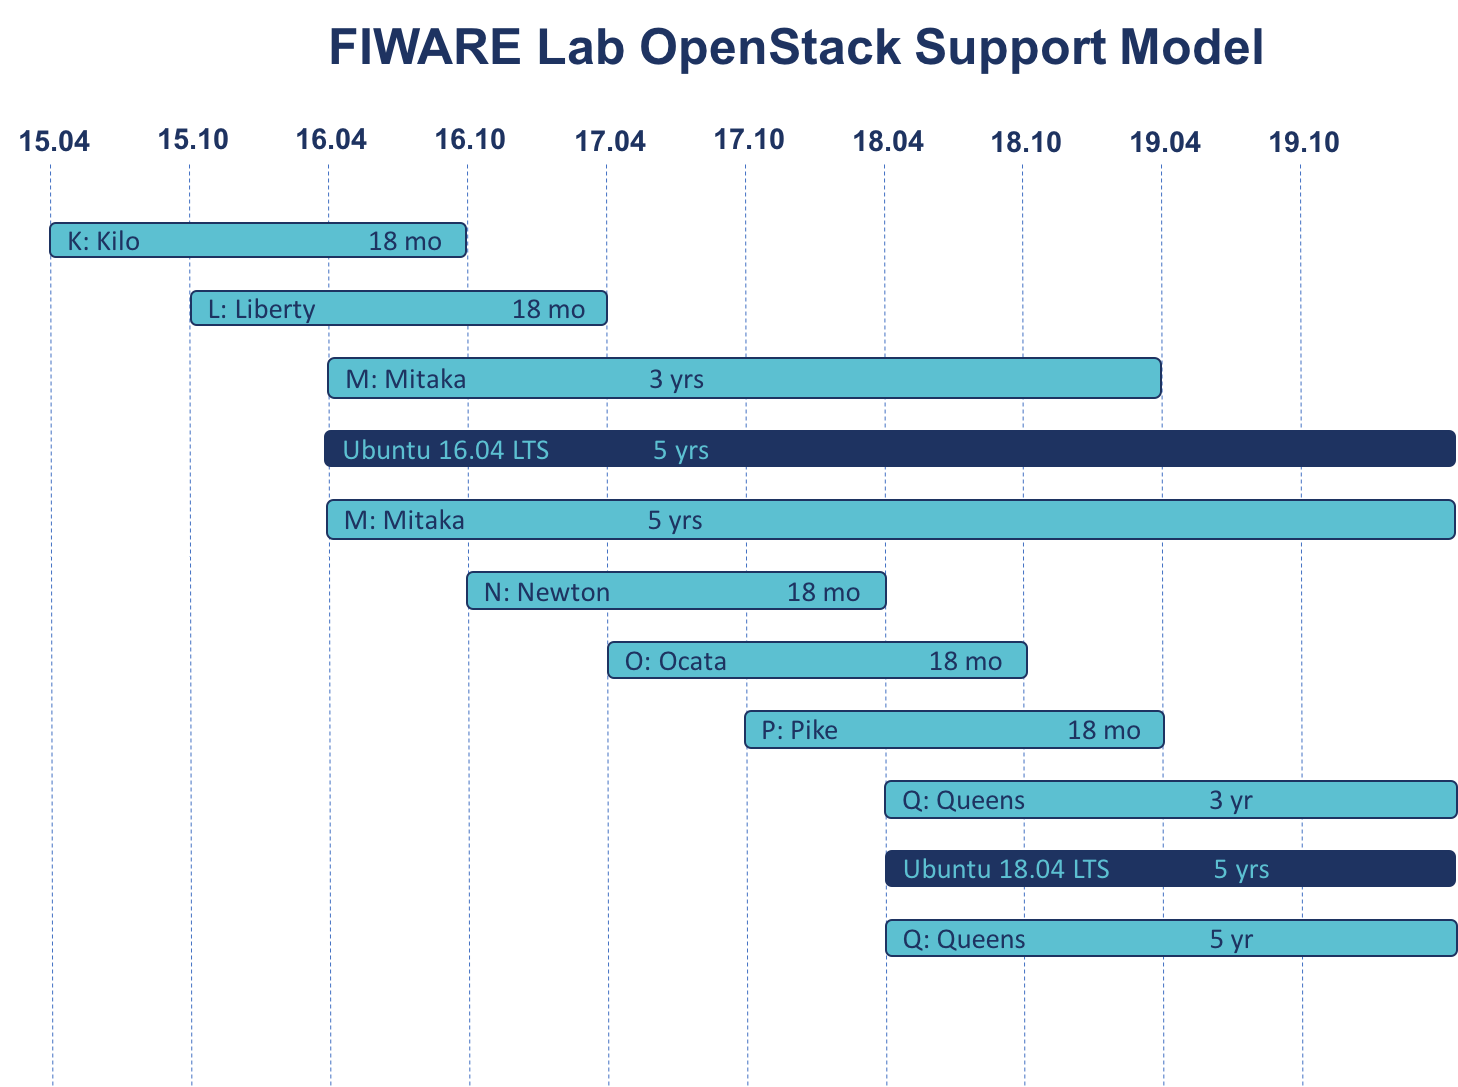 FIWARE Lab OpenStack Support Model
15.04 15.10 16.04 16.10 17.04 17.10 18.04 18.10 19.04 19.10
K: Kilo 18 mo
L: Liberty 18 mo
M: Mitaka 3 yrs
Ubuntu 16.04 LTS 5 yrs
M: Mitaka 5 yrs
N: Newton 18 mo
O: Ocata 18 mo
P: Pike 18 mo
Q: Queens 3 yr
Ubuntu 18.04 LTS 5 yrs
Q: Queens 5 yr